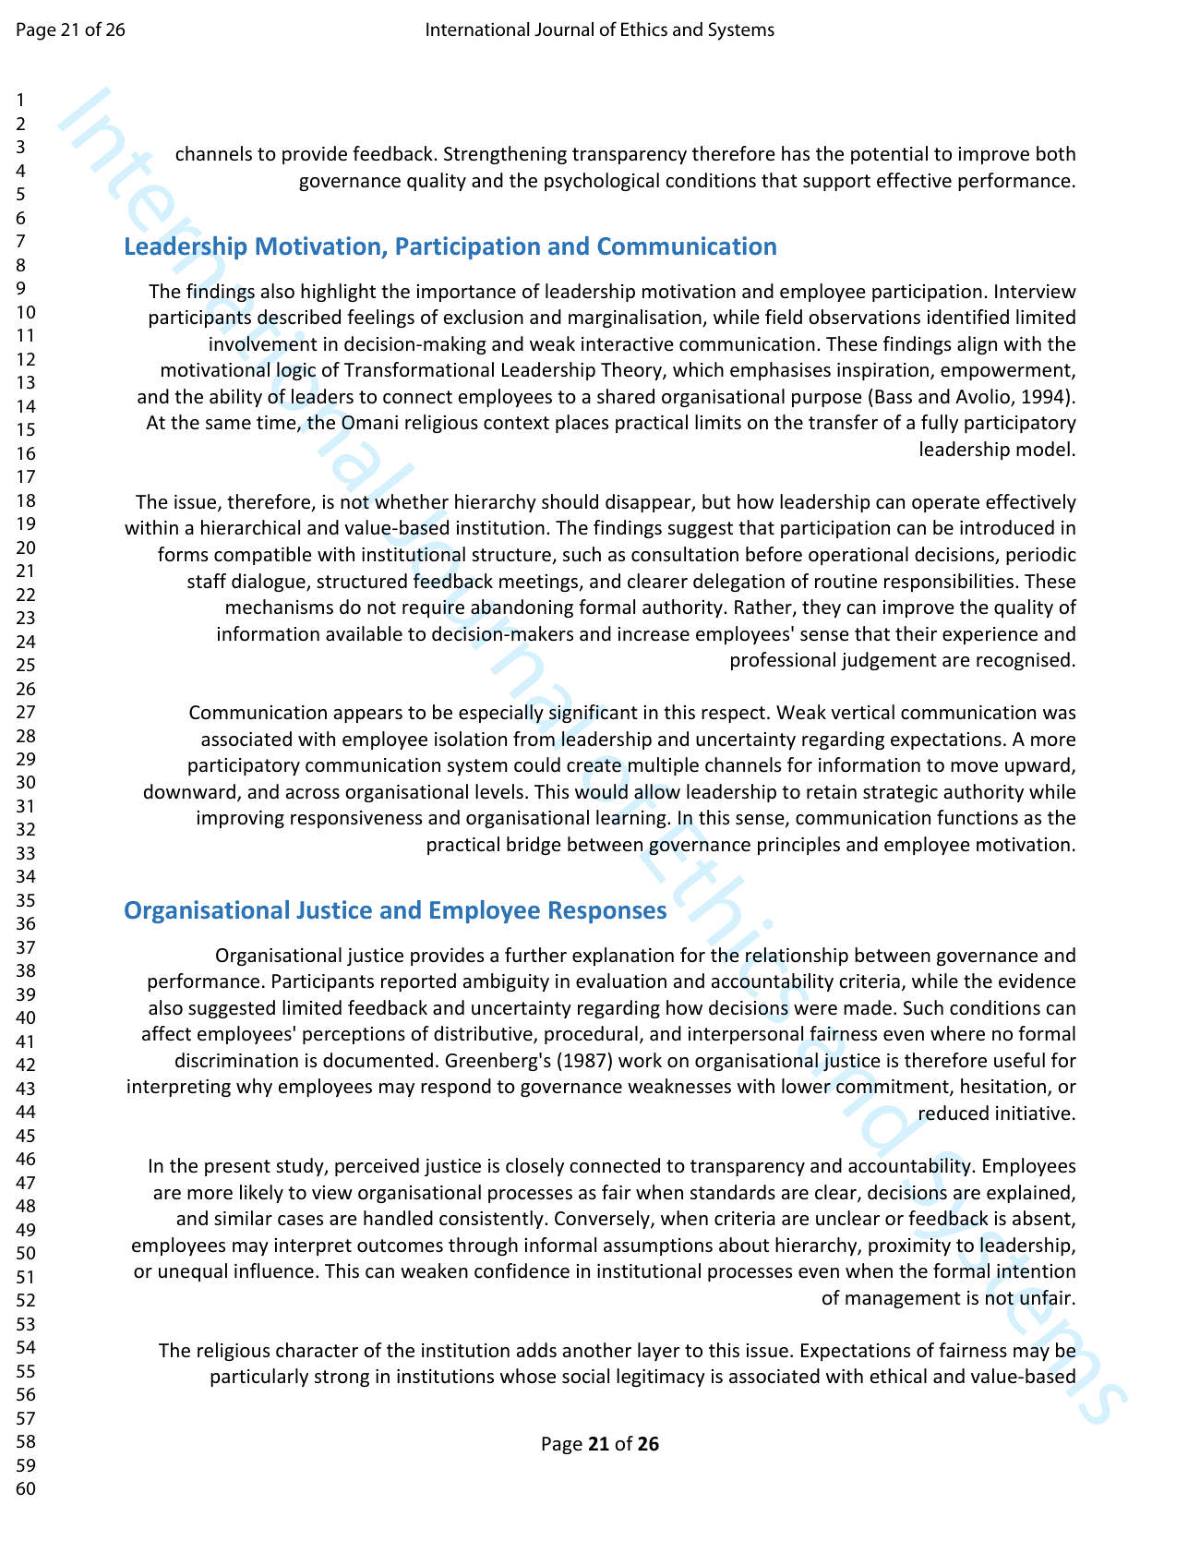 Page 21 of 26
International Journal of Ethics and Systems
1
2
3
4
5
6
7
8
9
10
11
12
13
14
15
16
17
18
19
20
21
22
23
24
25
26
27
28
29
30
31
32
33
34
35
36
37
38
39
40
41
42
43
44
45
46
47
48
49
50
51
52
53
54
55
56
57
58
59
60
channels to provide feedback. Strengthening transparency therefore has the potential to improve both
governance quality and the psychological conditions that support effective performance.
Leadership Motivation, Participation and Communication
The findings also highlight the importance of leadership motivation and employee participation. Interview
participants described feelings of exclusion and marginalisation, while field observations identified limited
involvement in decision-making and weak interactive communication. These findings align with the
motivational logic of Transformational Leadership Theory, which emphasises inspiration, empowerment,
and the ability of leaders to connect employees to a shared organisational purpose (Bass and Avolio, 1994).
At the same time, the Omani religious context places practical limits on the transfer of a fully participatory
leadership model.
The issue, therefore, is not whether hierarchy should disappear, but how leadership can operate effectively
within a hierarchical and value-based institution. The findings suggest that participation can be introduced in
forms compatible with institutional structure, such as consultation before operational decisions, periodic
staff dialogue, structured feedback meetings, and clearer delegation of routine responsibilities. These
mechanisms do not require abandoning formal authority. Rather, they can improve the quality of
information available to decision-makers and increase employees' sense that their experience and
professional judgement are recognised.
Communication appears to be especially significant in this respect. Weak vertical communication was
associated with employee isolation from leadership and uncertainty regarding expectations. A more
participatory communication system could create multiple channels for information to move upward,
downward, and across organisational levels. This would allow leadership to retain strategic authority while
improving responsiveness and organisational learning. In this sense, communication functions as the
practical bridge between governance principles and employee motivation.
Organisational Justice and Employee Responses
Organisational justice provides a further explanation for the relationship between governance and
performance. Participants reported ambiguity in evaluation and accountability criteria, while the evidence
also suggested limited feedback and uncertainty regarding how decisions were made. Such conditions can
affect employees' perceptions of distributive, procedural, and interpersonal fairness even where no formal
discrimination is documented. Greenberg's (1987) work on organisational justice is therefore useful for
interpreting why employees may respond to governance weaknesses with lower commitment, hesitation, or
reduced initiative.
In the present study, perceived justice is closely connected to transparency and accountability. Employees
are more likely to view organisational processes as fair when standards are clear, decisions are explained,
and similar cases are handled consistently. Conversely, when criteria are unclear or feedback is absent,
employees may interpret outcomes through informal assumptions about hierarchy, proximity to leadership,
or unequal influence. This can weaken confidence in institutional processes even when the formal intention
of management is not unfair.
The religious character of the institution adds another layer to this issue. Expectations of fairness may be
particularly strong in institutions whose social legitimacy is associated with ethical and value-based
Page 21 of 26
International Journal of Ethics and Systems